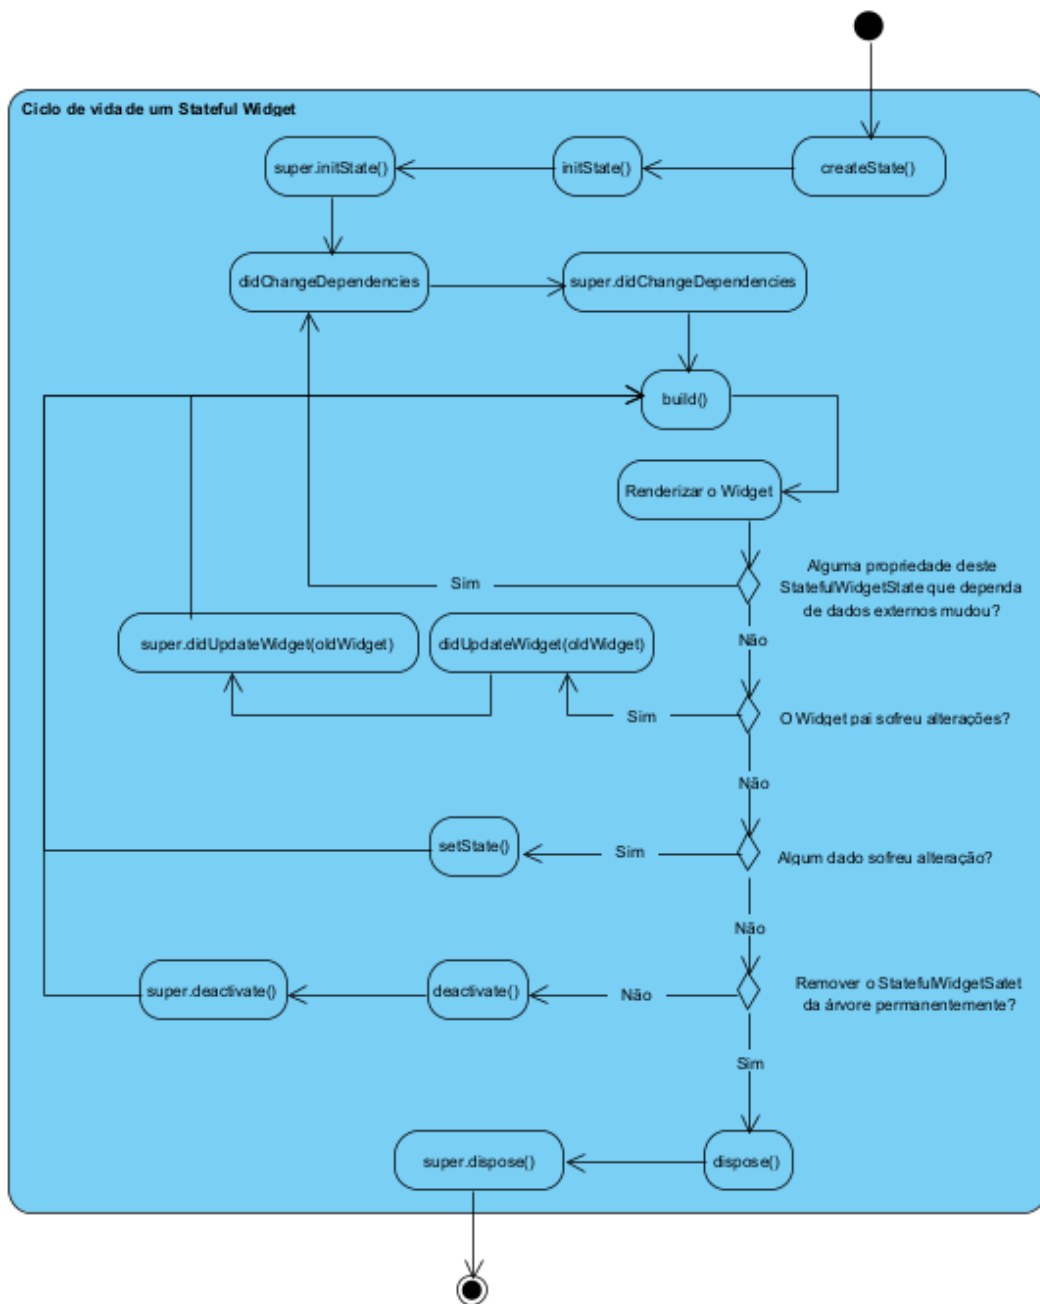 Ciclo de vida de um Stateful Widget
super.initState()
initState()
createState()
didChangeDependencies
super.didChangeDependencies
build()
Renderizar o Widget
Alguma propriedade deste
StatefulWidgetState que dependa
de dados externos mudou?
Sim
Não
super.didUpdateWidget(oldWidget)
didUpdateWidget(oldWidget)
Sim
O Widget pai sofreu alterações?
Não
setState()
Sim
Algum dado sofreu alteração?
Não
super.deactivate()
deactivate()
Não
Remover o StatefulWidgetSatet
da árvore permanentemente?
Sim
super.dispose()
dispose()